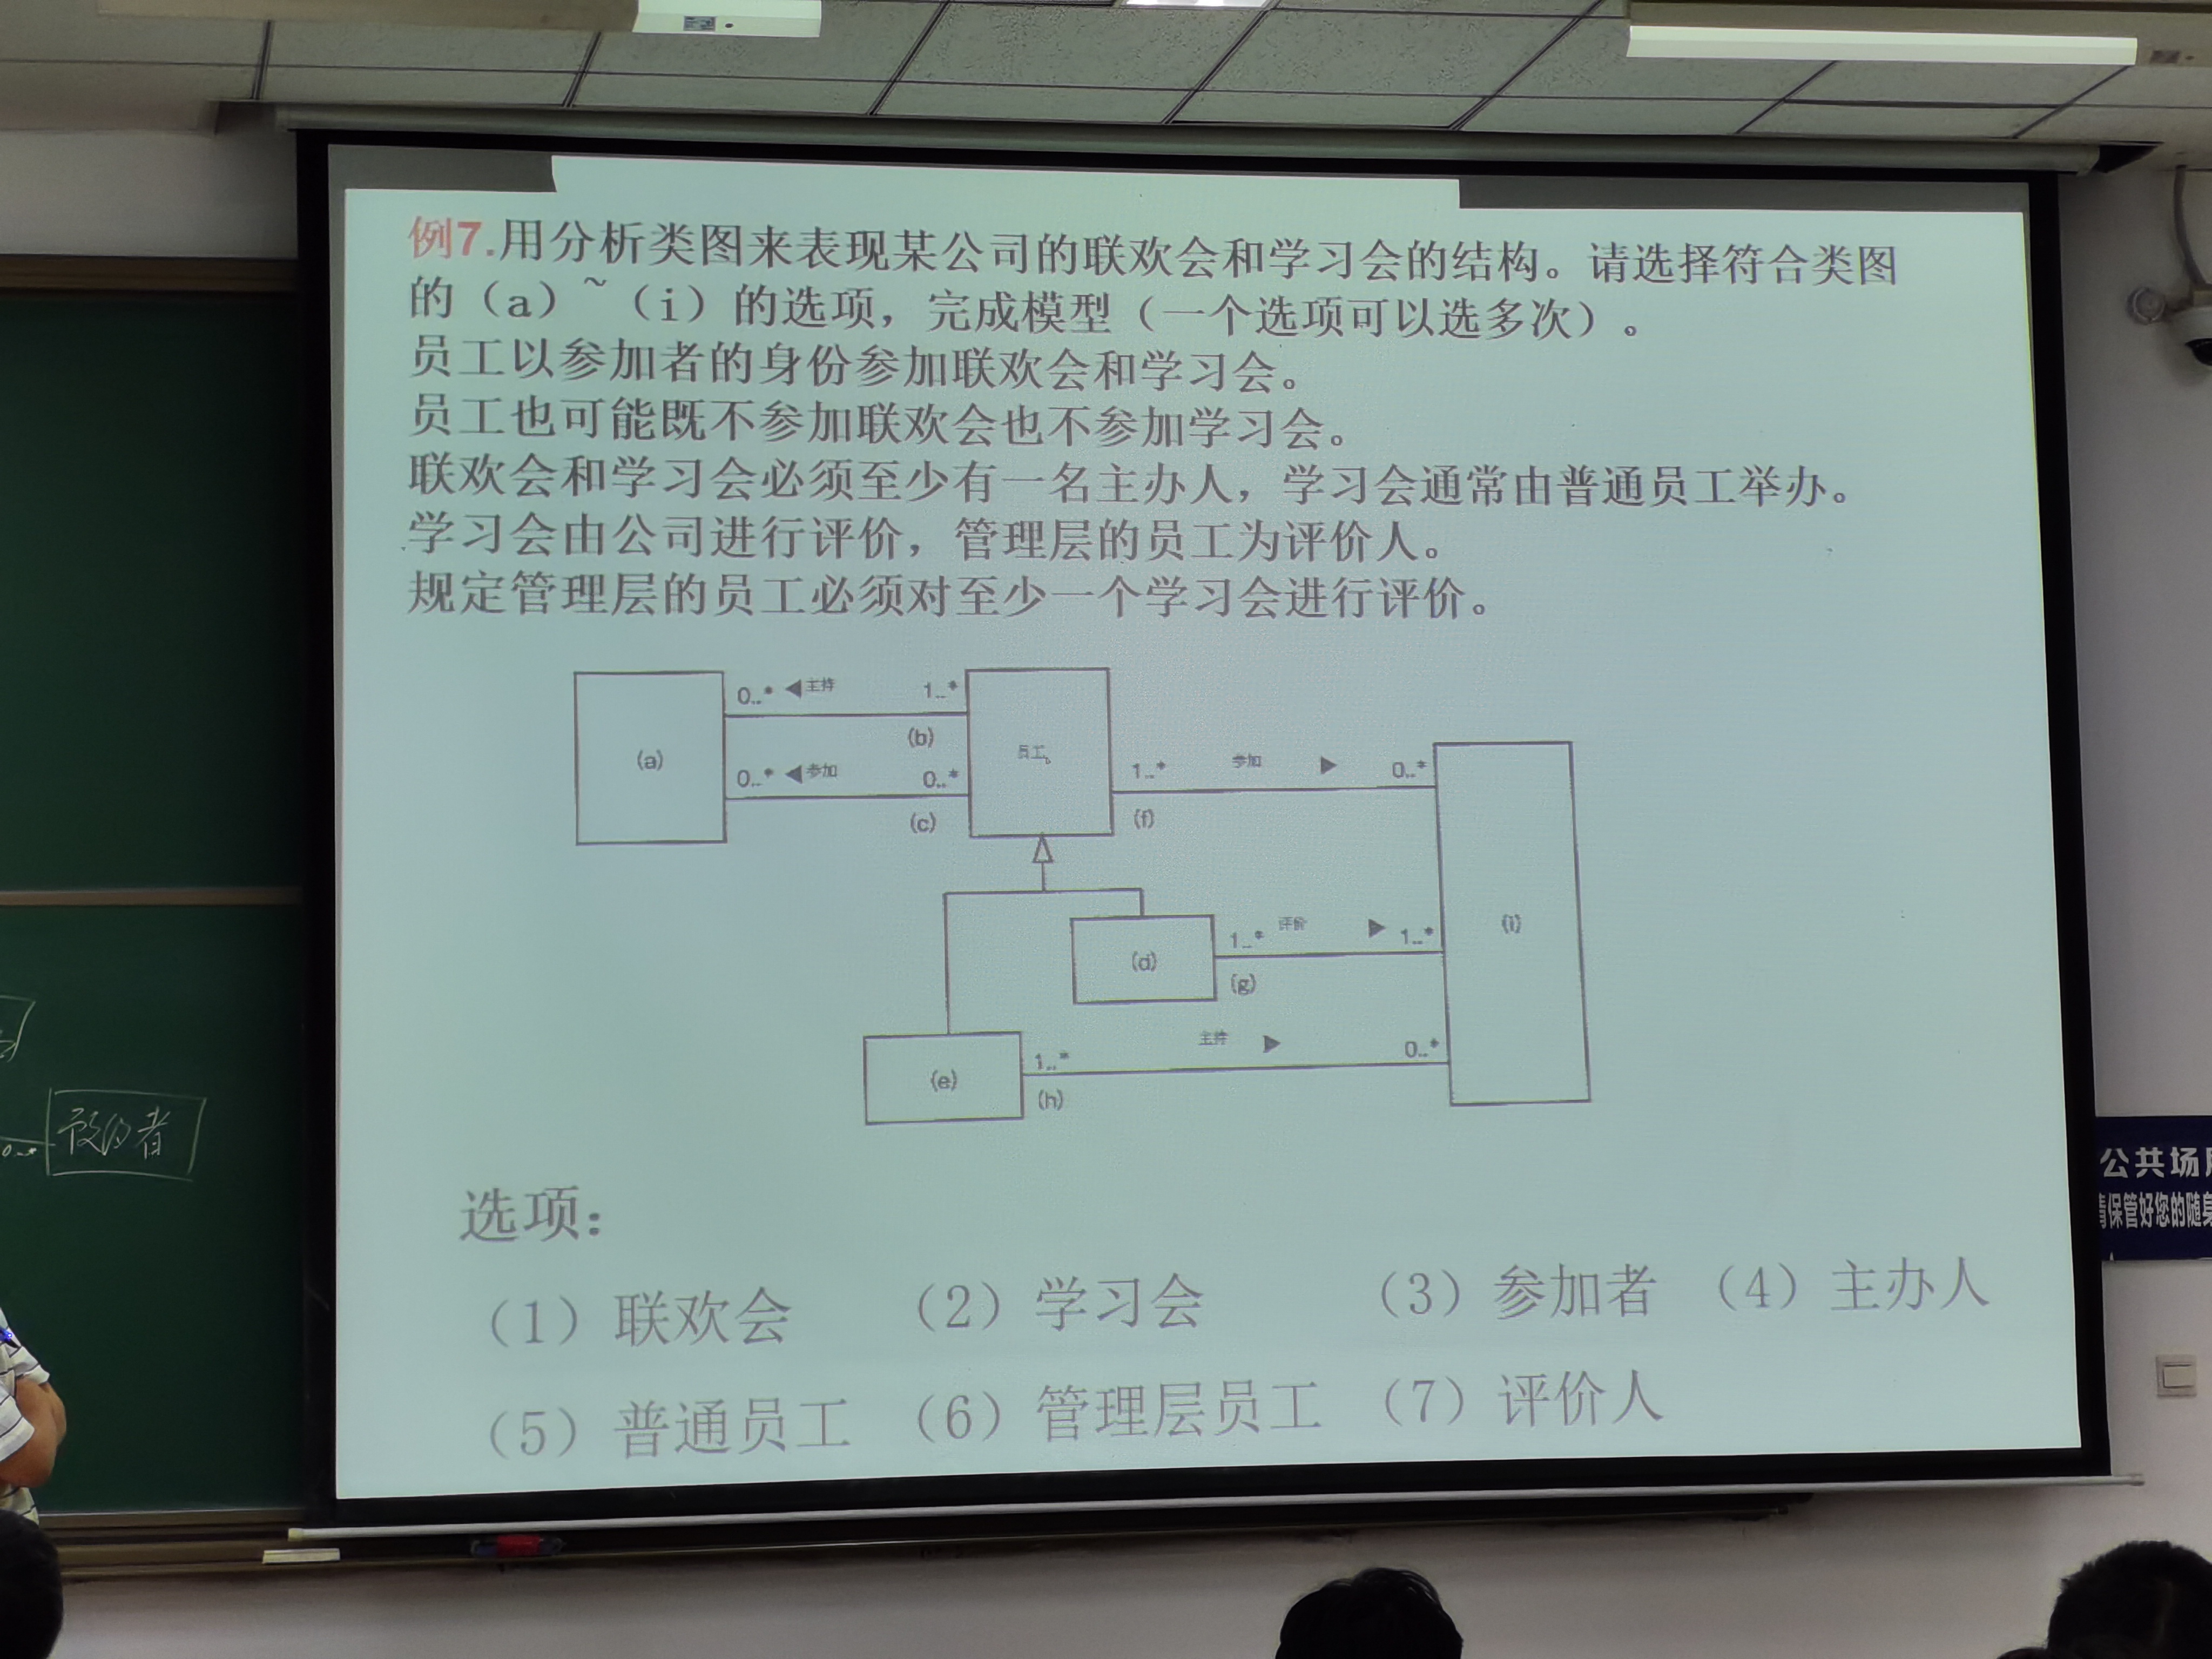 例7.用分析类图来表现某公司的联欢会和学习会的结构。请选择符合类图
的（a）~（i）的选项，完成模型（一个选项可以选多次）。
员工以参加者的身份参加联欢会和学习会。
员工也可能既不参加联欢会也不参加学习会。
联欢会和学习会必须至少有一名主办人，学习会通常由普通员工举办。
学习会由公司进行评价，管理层的员工为评价人。
规定管理层的员工必须对至少一个学习会进行评价。
0..* ◀主持 1..*
(b)
(a)
员工
0..* ◀参加 0..*
(c)
1..* 参加 ▶ 0..*
(f)
(d)
1..* 评价 ▶ 1..*
(g)
(i)
(e)
1..* 主持 ▶ 0..*
(h)
选项：
（1）联欢会 （2）学习会 （3）参加者 （4）主办人
（5）普通员工 （6）管理层员工 （7）评价人
0..*
者
公共场
保管好您的随身